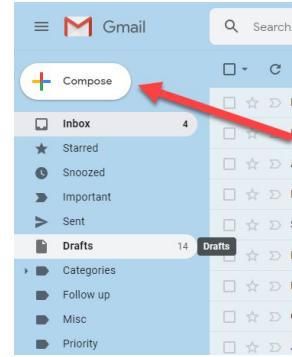 Gmail
Search
Compose
Inbox 4
Starred
Snoozed
Important
Sent
Drafts 14
Drafts
Categories
Follow up
Misc
Priority